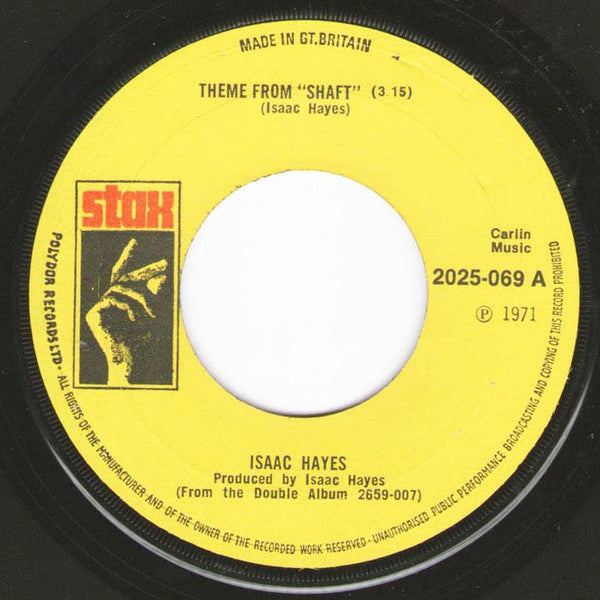 MADE IN GT.BRITAIN
THEME FROM "SHAFT" (3 15)
(Isaac Hayes)
stax
Carlin
Music
2025-069 A
℗ 1971
ISAAC HAYES
Produced by Isaac Hayes
(From the Double Album 2659-007)
POLYDOR RECORDS LTD · ALL RIGHTS OF THE MANUFACTURER AND OF THE OWNER OF THE RECORDED WORK RESERVED · UNAUTHORISED PUBLIC PERFORMANCE BROADCASTING AND COPYING OF THIS RECORD PROHIBITED